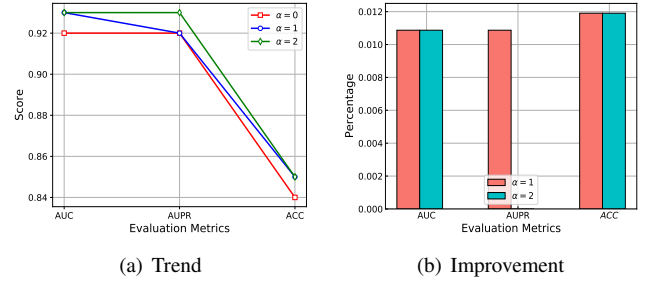 0.92
0.90
0.88
0.86
0.84
Score
AUC
AUPR
ACC
Evaluation Metrics
α = 0
α = 1
α = 2
(a) Trend
0.012
0.010
0.008
0.006
0.004
0.002
0.000
Percentage
AUC
AUPR
ACC
Evaluation Metrics
α = 1
α = 2
(b) Improvement